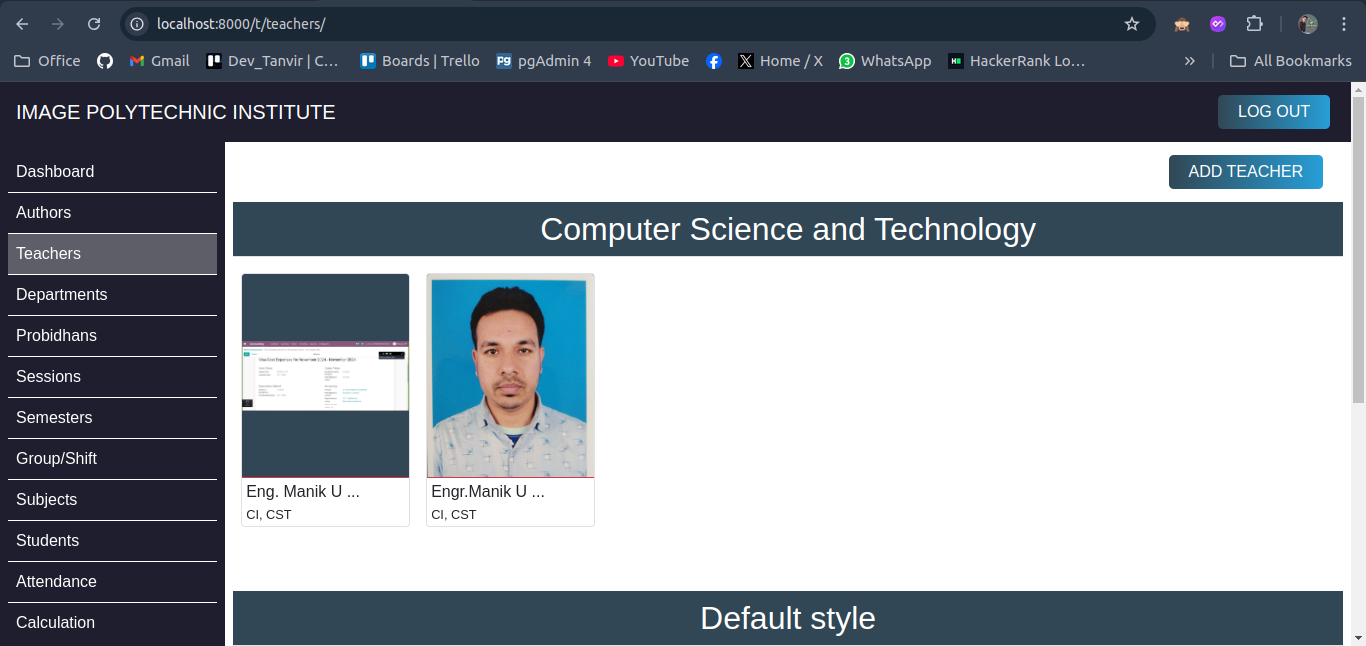 localhost:8000/t/teachers/
Office Gmail Dev_Tanvir | C... Boards | Trello pgAdmin 4 YouTube Home / X WhatsApp HackerRank Lo... » All Bookmarks
IMAGE POLYTECHNIC INSTITUTE
LOG OUT
Dashboard
Authors
Teachers
Departments
Probidhans
Sessions
Semesters
Group/Shift
Subjects
Students
Attendance
Calculation
ADD TEACHER
Computer Science and Technology
Eng. Manik U ...
CI, CST
Engr.Manik U ...
CI, CST
Default style